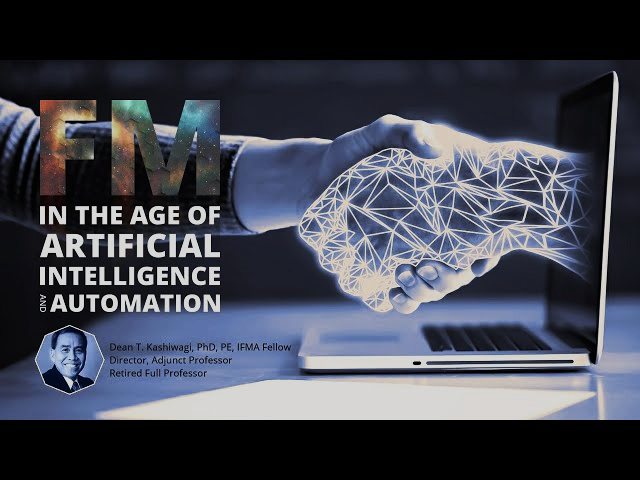 FM
IN THE AGE OF
ARTIFICIAL
INTELLIGENCE
AND AUTOMATION
Dean T. Kashiwagi, PhD, PE, IFMA Fellow
Director, Adjunct Professor
Retired Full Professor